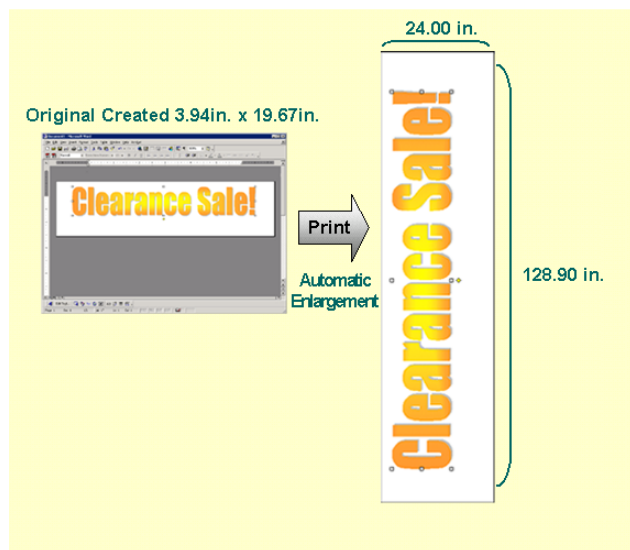 24.00 in.
Original Created 3.94in. x 19.67in.
Clearance Sale!
Print
Automatic
Enlargement
Clearance Sale!
128.90 in.